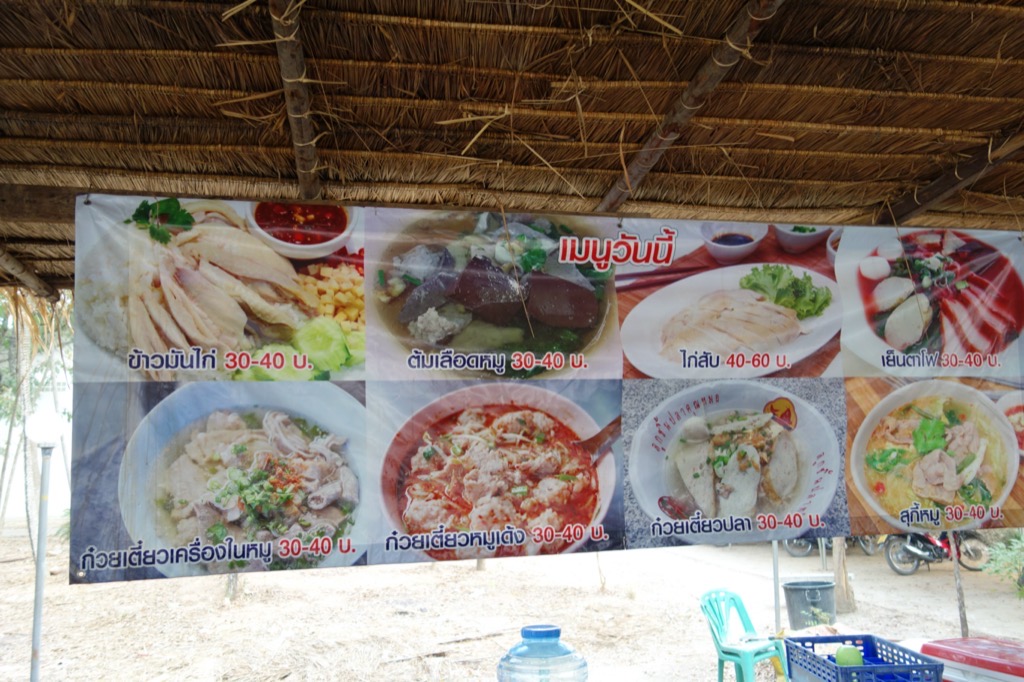 เมนูวันนี้
ข้าวมันไก่ 30-40 บ.
ต้มเลือดหมู 30-40 บ.
ไก่สับ 40-60 บ.
เย็นตาโฟ 30-40 บ.
ก๋วยเตี๋ยวเครื่องในหมู 30-40 บ.
ก๋วยเตี๋ยวหมูเด้ง 30-40 บ.
ก๋วยเตี๋ยวปลา 30-40 บ.
สุกี้หมู 30-40 บ.